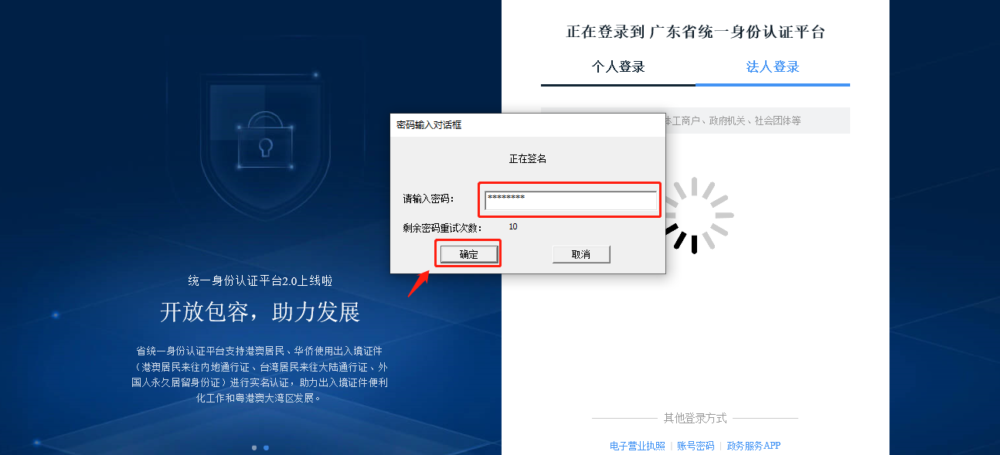 正在登录到 广东省统一身份认证平台
个人登录
法人登录
体工商户、政府机关、社会团体等
密码输入对话框
正在签名
请输入密码：
********
剩余密码重试次数：
10
确定
取消
统一身份认证平台2.0上线啦
开放包容，助力发展
省统一身份认证平台支持港澳居民、华侨使用出入境证件
（港澳居民来往内地通行证、台湾居民来往大陆通行证、外
国人永久居留身份证）进行实名认证，助力出入境证件便利
化工作和粤港澳大湾区发展。
其他登录方式
电子营业执照 | 账号密码 | 政务服务APP